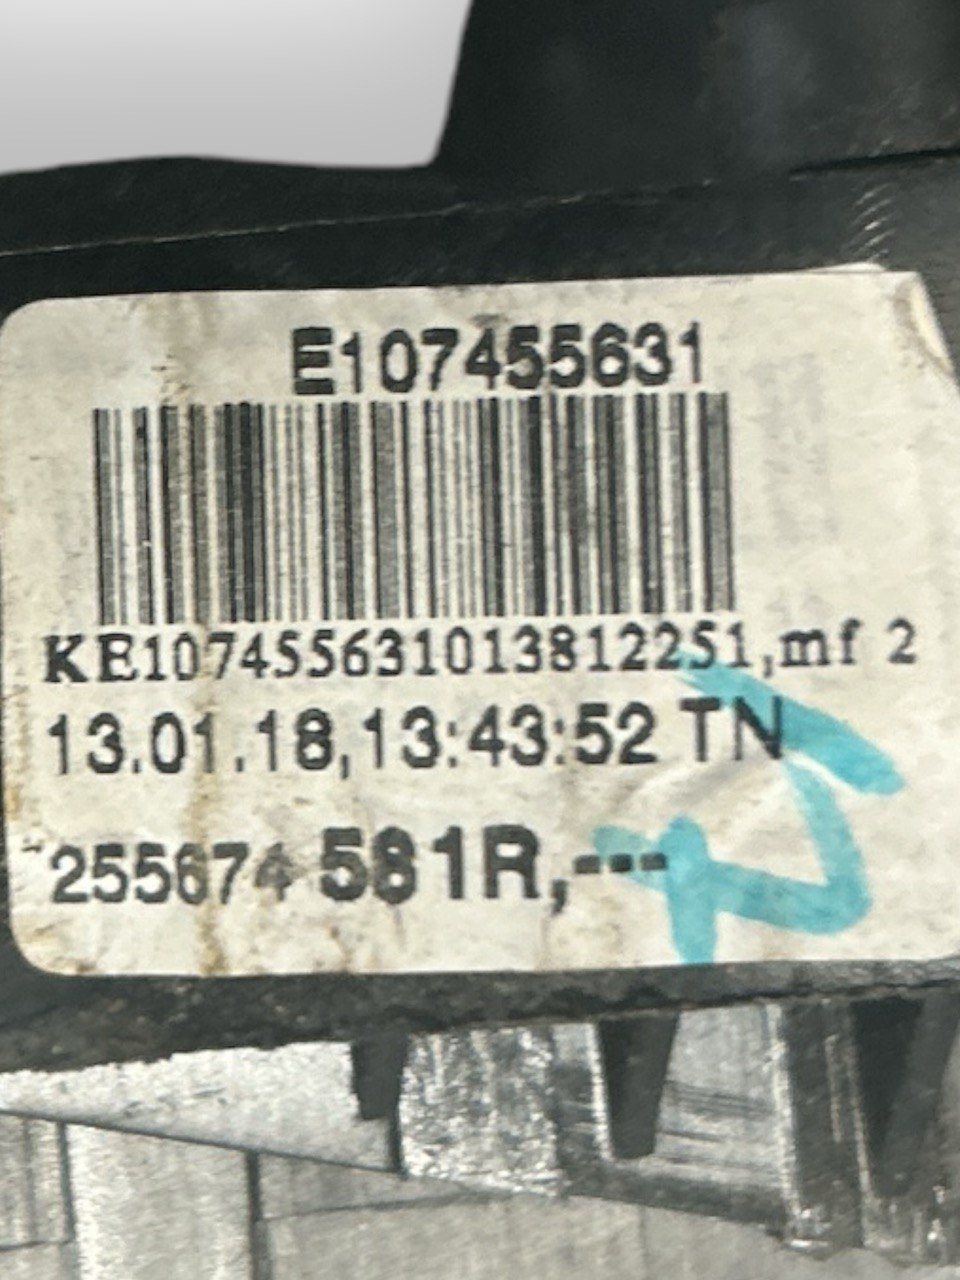 E107455631
KE107455631013812251,mf 2
13.01.18,13:43:52 TN
255674 581R,---